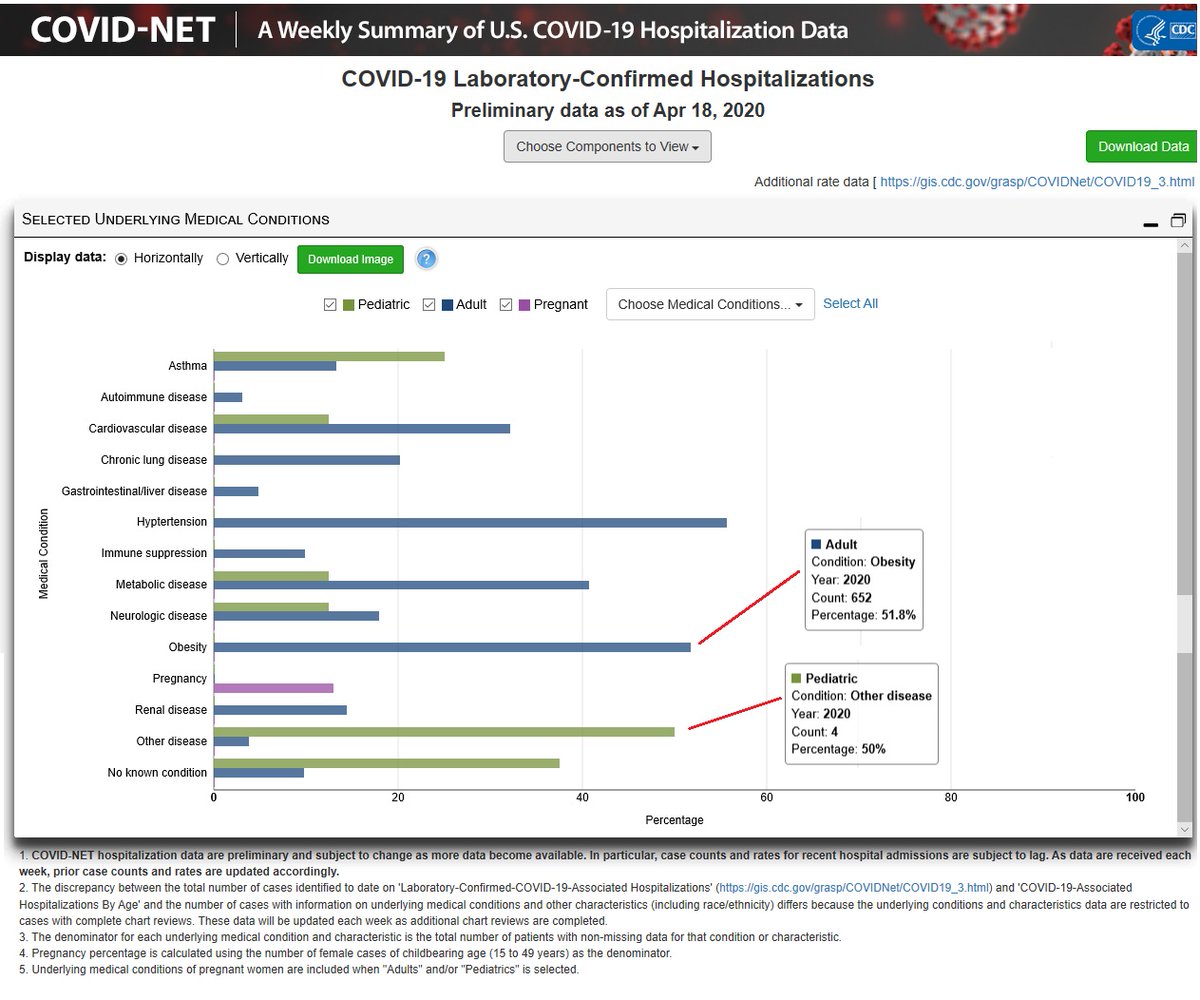 COVID-NET
A Weekly Summary of U.S. COVID-19 Hospitalization Data
CDC
COVID-19 Laboratory-Confirmed Hospitalizations
Preliminary data as of Apr 18, 2020
Choose Components to View
Download Data
Additional rate data [ https://gis.cdc.gov/grasp/COVIDNet/COVID19_3.html
SELECTED UNDERLYING MEDICAL CONDITIONS
Display data: Horizontally Vertically Download Image ?
Pediatric Adult Pregnant Choose Medical Conditions... Select All
Medical Condition
Asthma
Autoimmune disease
Cardiovascular disease
Chronic lung disease
Gastrointestinal/liver disease
Hyptertension
Immune suppression
Metabolic disease
Neurologic disease
Obesity
Pregnancy
Renal disease
Other disease
No known condition
Adult
Condition: Obesity
Year: 2020
Count: 652
Percentage: 51.8%
Pediatric
Condition: Other disease
Year: 2020
Count: 4
Percentage: 50%
0 20 40 60 80 100
Percentage
1. COVID-NET hospitalization data are preliminary and subject to change as more data become available. In particular, case counts and rates for recent hospital admissions are subject to lag. As data are received each
week, prior case counts and rates are updated accordingly.
2. The discrepancy between the total number of cases identified to date on 'Laboratory-Confirmed-COVID-19-Associated Hospitalizations' (https://gis.cdc.gov/grasp/COVIDNet/COVID19_3.html) and 'COVID-19-Associated
Hospitalizations By Age' and the number of cases with information on underlying medical conditions and other characteristics (including race/ethnicity) differs because the underlying conditions and characteristics data are restricted to
cases with complete chart reviews. These data will be updated each week as additional chart reviews are completed.
3. The denominator for each underlying medical condition and characteristic is the total number of patients with non-missing data for that condition or characteristic.
4. Pregnancy percentage is calculated using the number of female cases of childbearing age (15 to 49 years) as the denominator.
5. Underlying medical conditions of pregnant women are included when "Adults" and/or "Pediatrics" is selected.